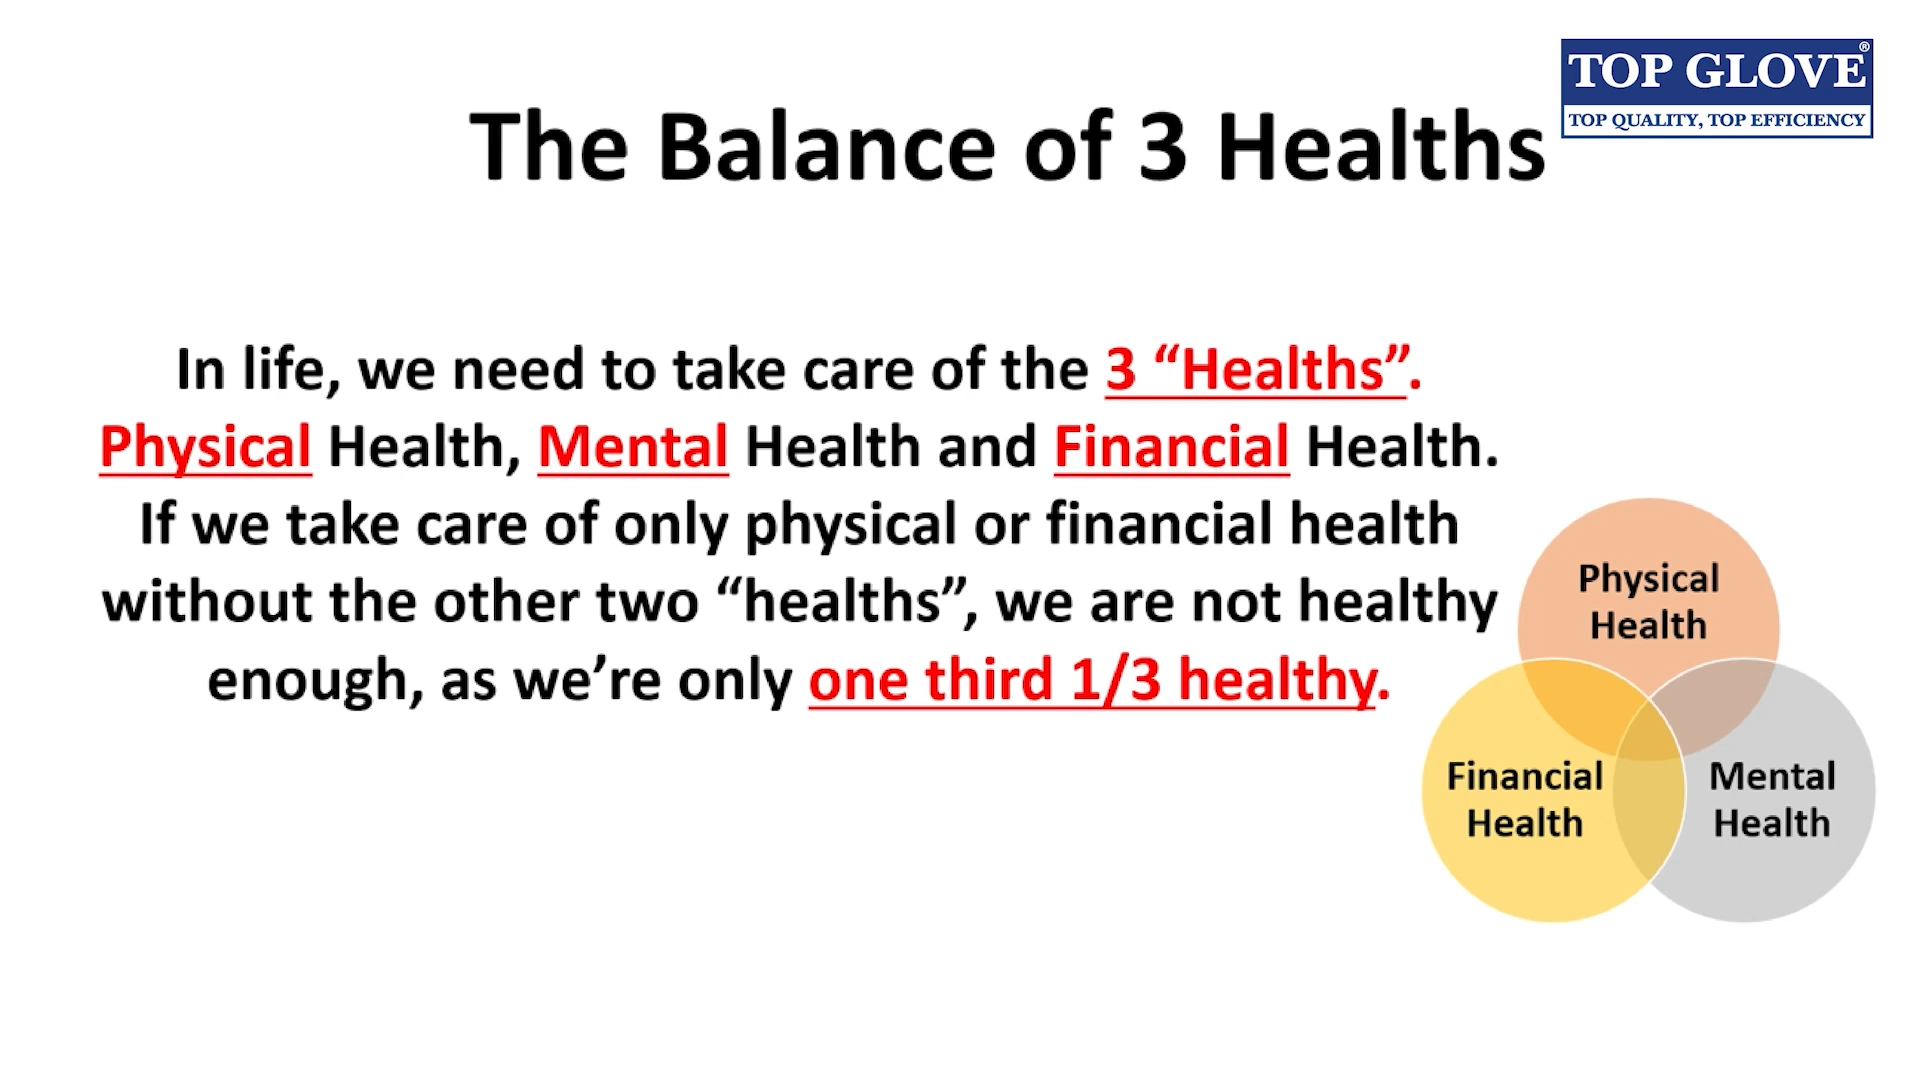 TOP GLOVE®
TOP QUALITY, TOP EFFICIENCY
The Balance of 3 Healths
In life, we need to take care of the 3 “Healths”.
Physical Health, Mental Health and Financial Health.
If we take care of only physical or financial health
without the other two “healths”, we are not healthy
enough, as we’re only one third 1/3 healthy.
Physical
Health
Financial
Health
Mental
Health